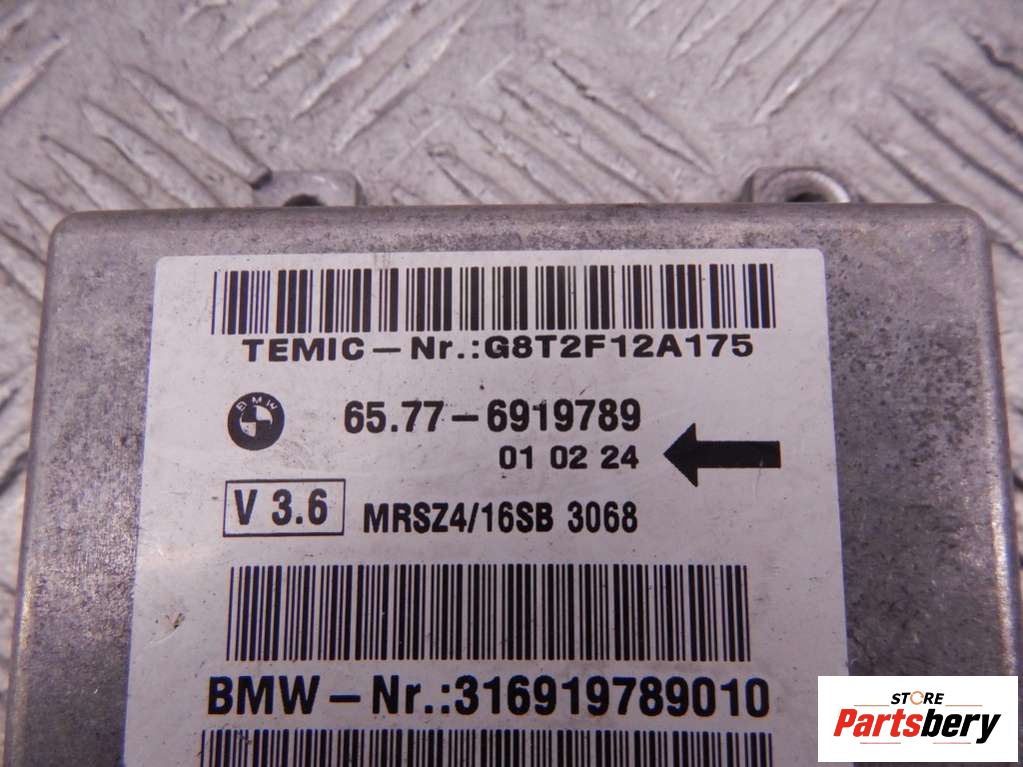 TEMIC-Nr.:G8T2F12A175
BMW
65.77-6919789
01 02 24
V 3.6
MRSZ4/16SB 3068
BMW-Nr.:316919789010
STORE
Partsbery